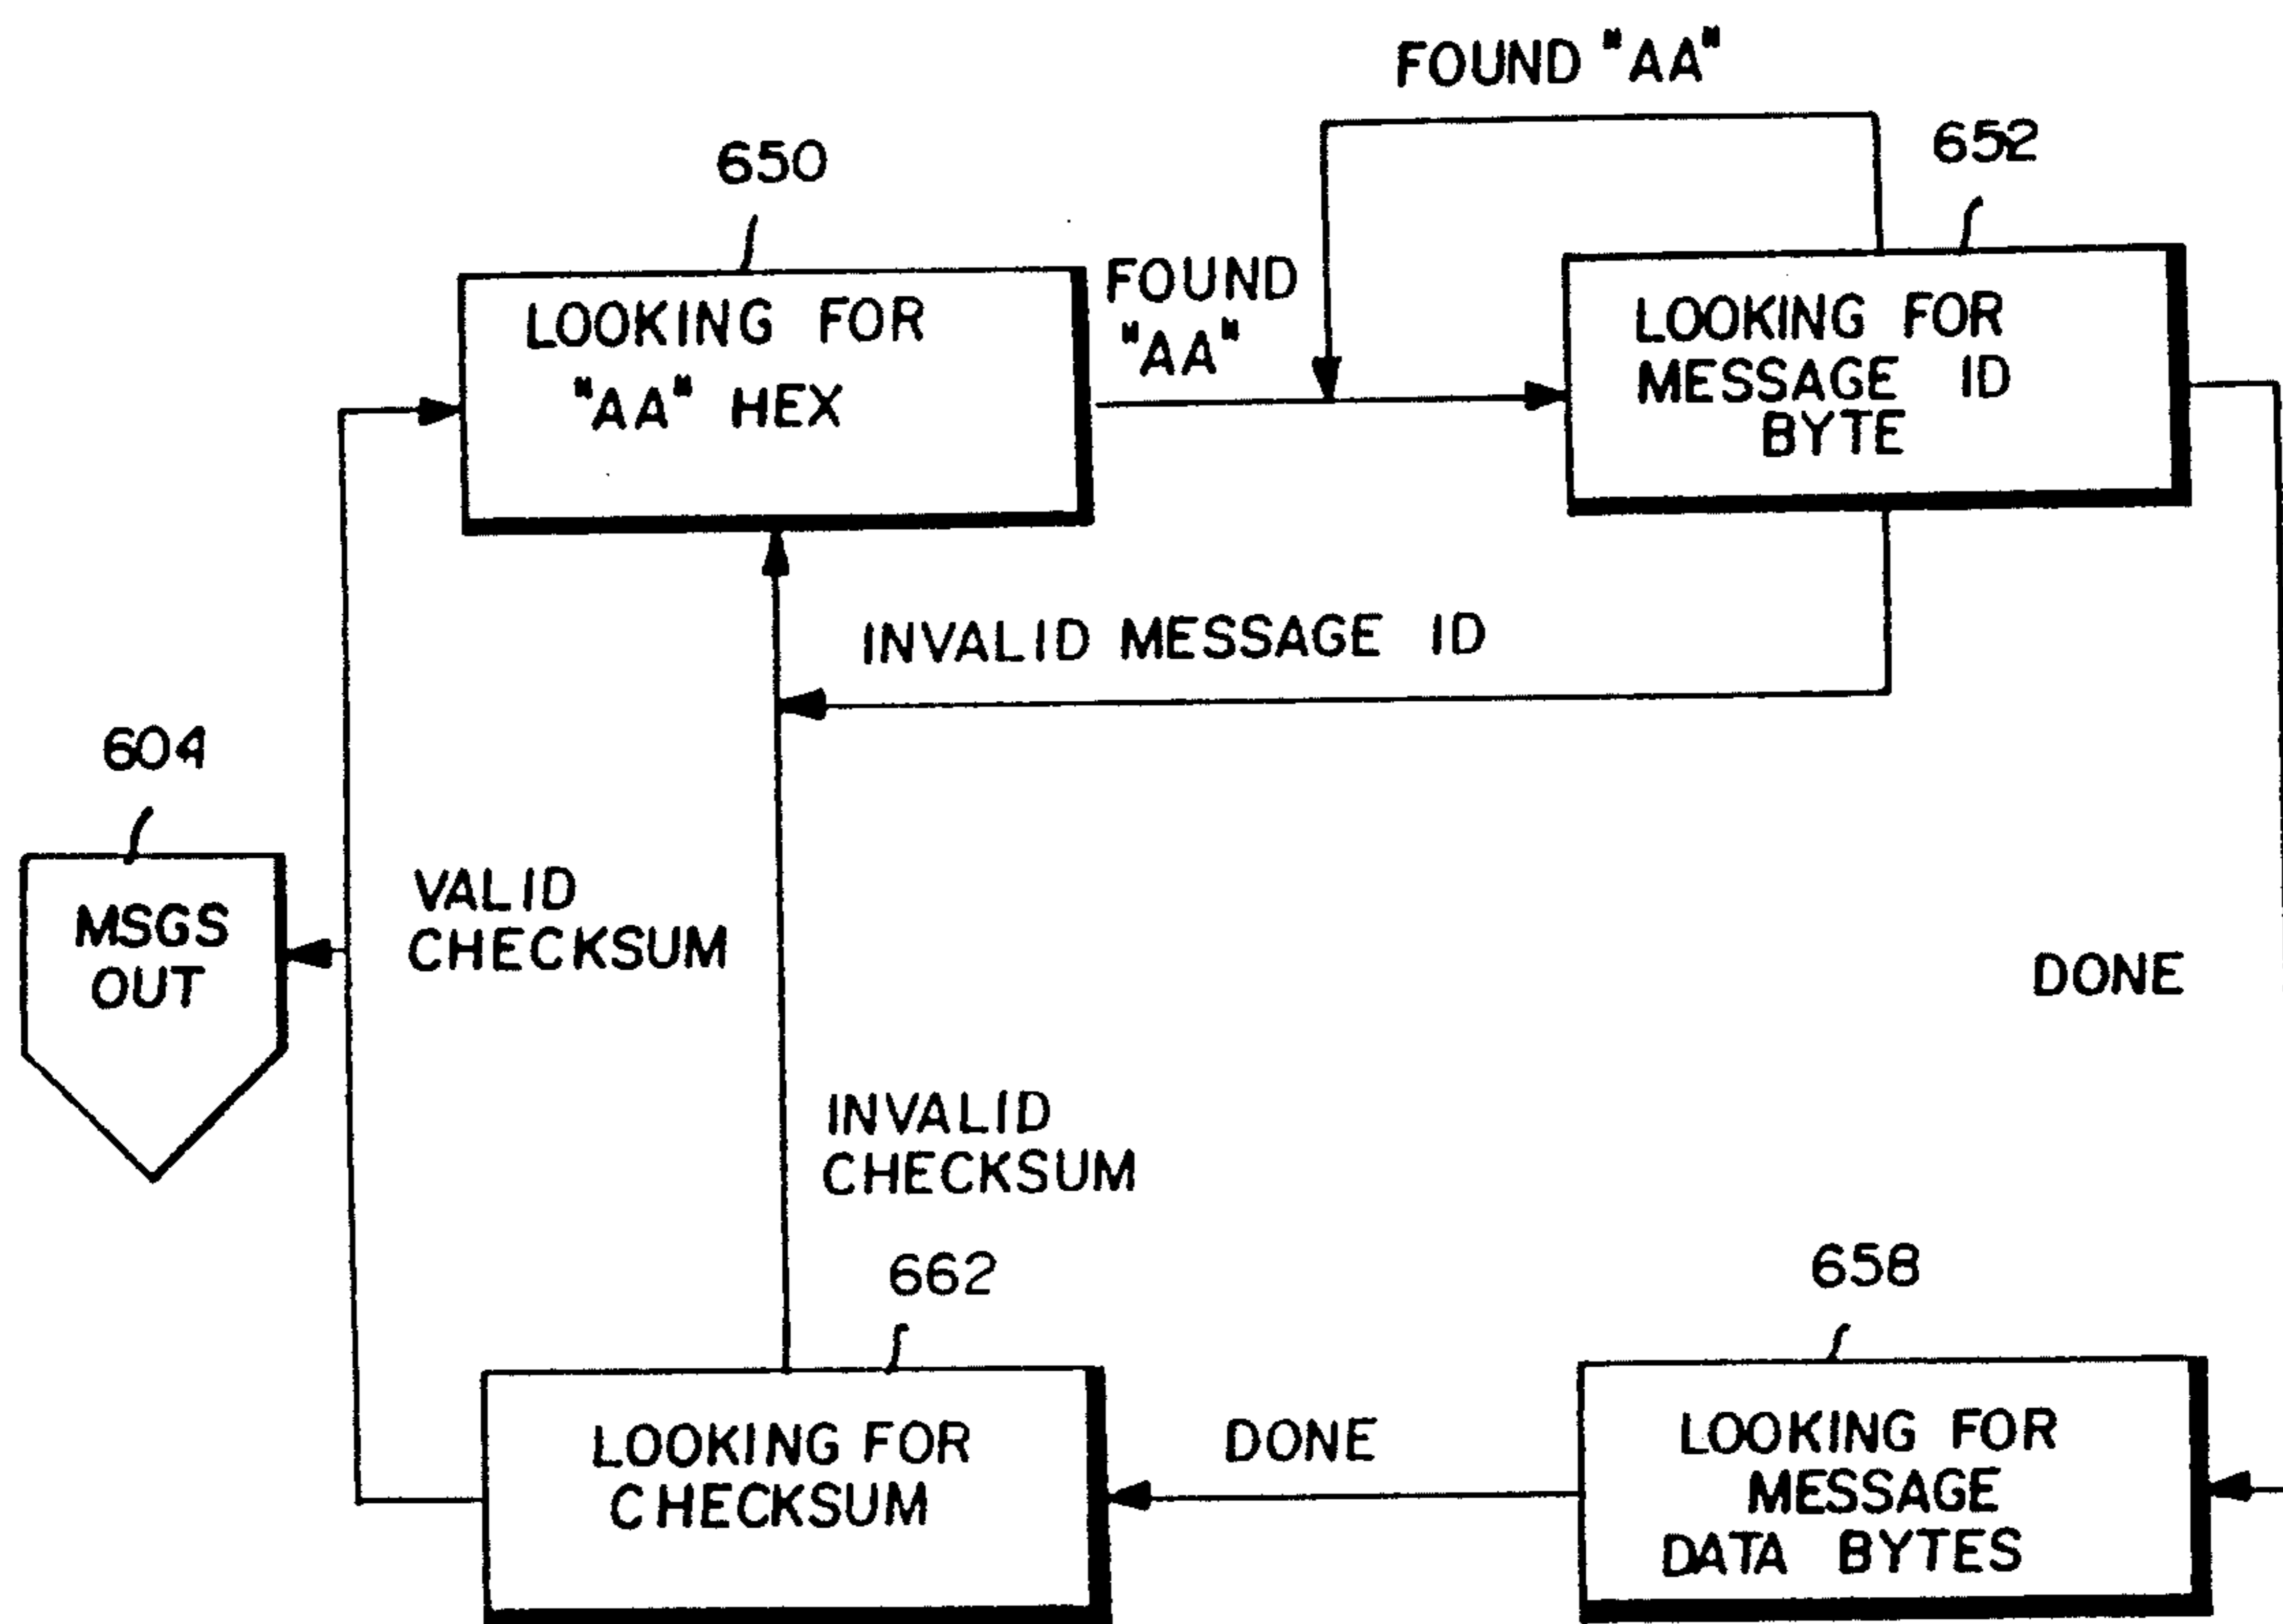 FOUND "AA"
650
652
LOOKING FOR
"AA" HEX
FOUND
"AA"
LOOKING FOR
MESSAGE ID
BYTE
INVALID MESSAGE ID
604
MSGS
OUT
VALID
CHECKSUM
DONE
INVALID
CHECKSUM
662
658
LOOKING FOR
CHECKSUM
DONE
LOOKING FOR
MESSAGE
DATA BYTES